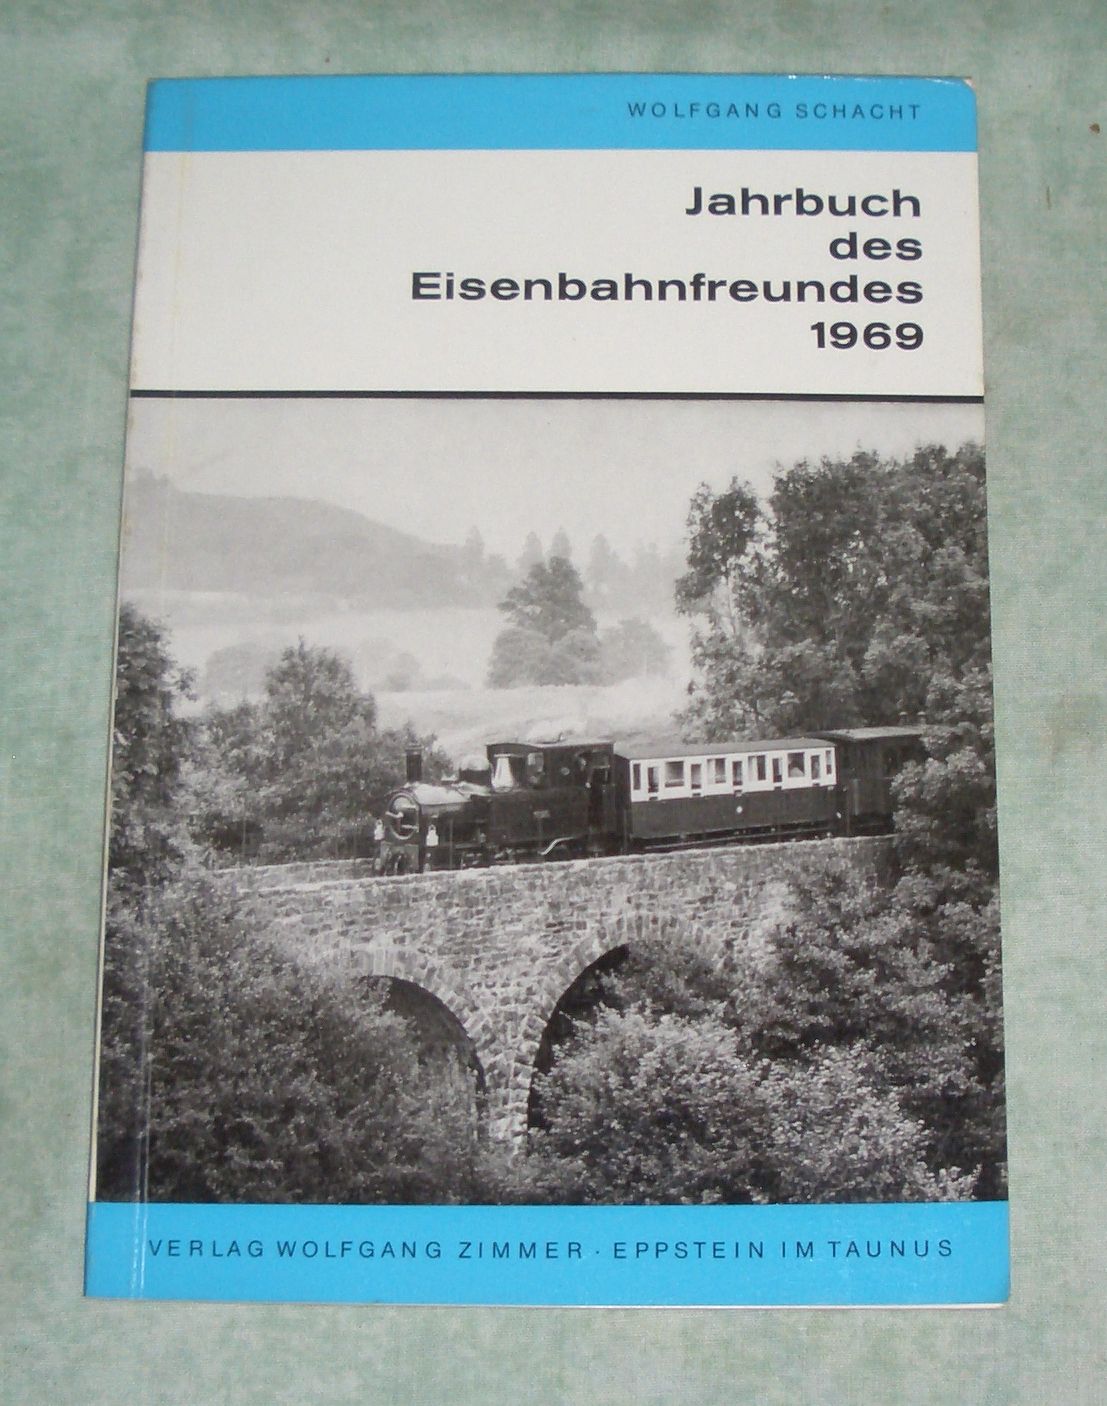 WOLFGANG SCHACHT
Jahrbuch
des
Eisenbahnfreundes
1969
VERLAG WOLFGANG ZIMMER · EPPSTEIN IM TAUNUS